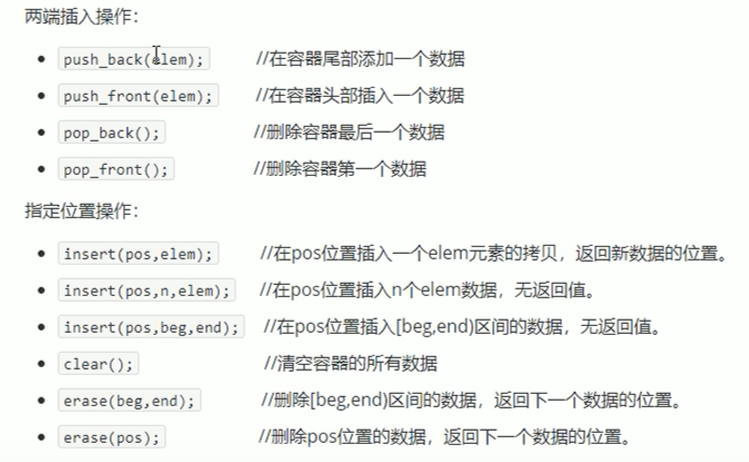 两端插入操作：
push_back(elem); //在容器尾部添加一个数据
push_front(elem); //在容器头部插入一个数据
pop_back(); //删除容器最后一个数据
pop_front(); //删除容器第一个数据
指定位置操作：
insert(pos,elem); //在pos位置插入一个elem元素的拷贝，返回新数据的位置。
insert(pos,n,elem); //在pos位置插入n个elem数据，无返回值。
insert(pos,beg,end); //在pos位置插入[beg,end)区间的数据，无返回值。
clear(); //清空容器的所有数据
erase(beg,end); //删除[beg,end)区间的数据，返回下一个数据的位置。
erase(pos); //删除pos位置的数据，返回下一个数据的位置。